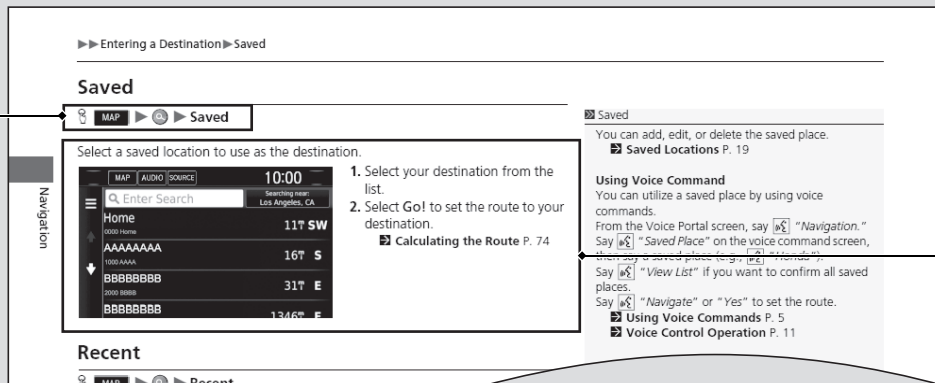 Entering a Destination Saved
Saved
MAP Saved
Select a saved location to use as the destination.
MAP AUDIO SOURCE 10:00
Enter Search
Searching near:
Los Angeles, CA
Home
0000 Home
11 SW
AAAAAAAA
1000 AAAA
16 S
BBBBBBBB
2000 BBBB
31 E
BBBBBBBB
1346 E
1. Select your destination from the
list.
2. Select Go! to set the route to your
destination.
Calculating the Route P. 74
Saved
You can add, edit, or delete the saved place.
Saved Locations P. 19
Using Voice Command
You can utilize a saved place by using voice
commands.
From the Voice Portal screen, say "Navigation."
Say "Saved Place" on the voice command screen,
then say a saved place (e.g., "Honda").
Say "View List" if you want to confirm all saved
places.
Say "Navigate" or "Yes" to set the route.
Using Voice Commands P. 5
Voice Control Operation P. 11
Navigation
Recent
MAP Recent